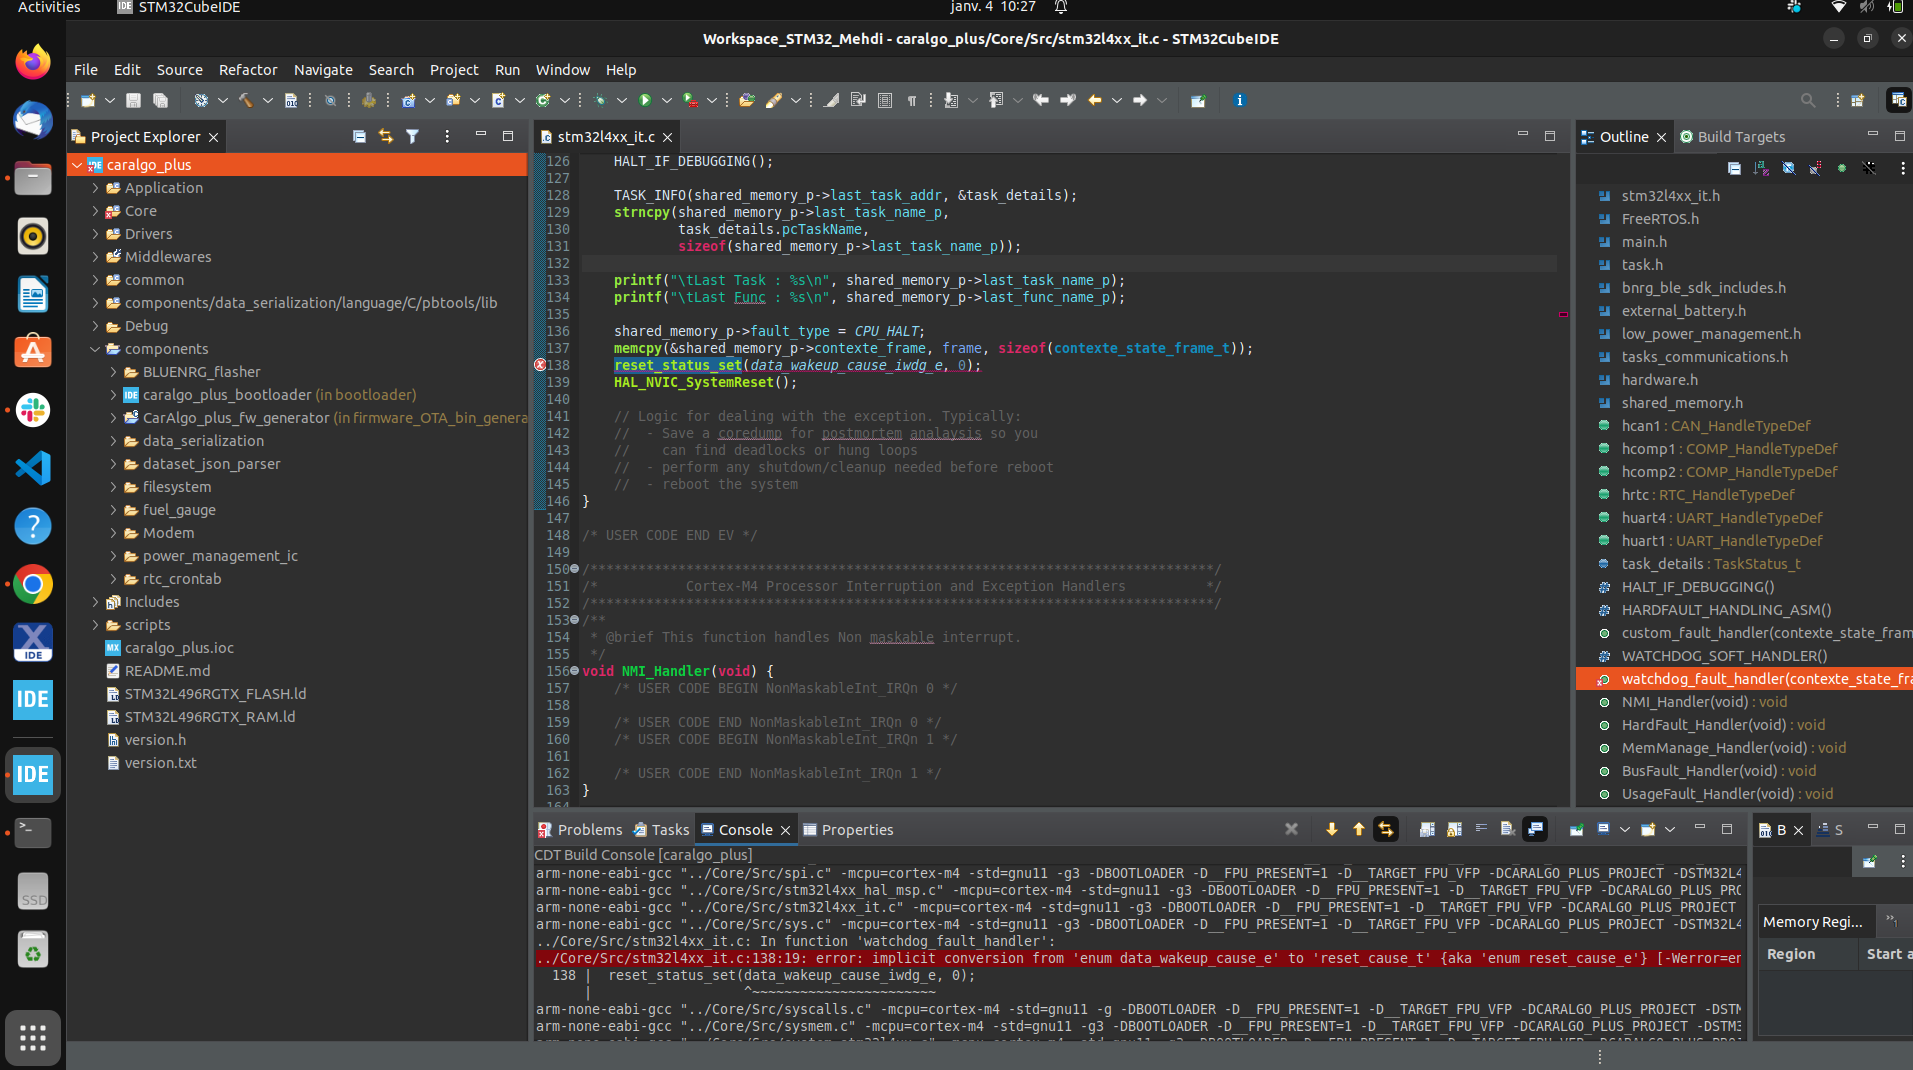 Activities
STM32CubeIDE
janv. 4 10:27
Workspace_STM32_Mehdi - caralgo_plus/Core/Src/stm32l4xx_it.c - STM32CubeIDE
File Edit Source Refactor Navigate Search Project Run Window Help
Project Explorer
caralgo_plus
Application
Core
Drivers
Middlewares
common
components/data_serialization/language/C/pbtools/lib
Debug
components
BLUENRG_flasher
caralgo_plus_bootloader (in bootloader)
CarAlgo_plus_fw_generator (in firmware_OTA_bin_genera
data_serialization
dataset_json_parser
filesystem
fuel_gauge
Modem
power_management_ic
rtc_crontab
Includes
scripts
caralgo_plus.ioc
README.md
STM32L496RGTX_FLASH.ld
STM32L496RGTX_RAM.ld
version.h
version.txt
stm32l4xx_it.c
126 HALT_IF_DEBUGGING();
127
128 TASK_INFO(shared_memory_p->last_task_addr, &task_details);
129 strncpy(shared_memory_p->last_task_name_p,
130 task_details.pcTaskName,
131 sizeof(shared_memory_p->last_task_name_p));
132
133 printf("\tLast Task : %s\n", shared_memory_p->last_task_name_p);
134 printf("\tLast Func : %s\n", shared_memory_p->last_func_name_p);
135
136 shared_memory_p->fault_type = CPU_HALT;
137 memcpy(&shared_memory_p->contexte_frame, frame, sizeof(contexte_state_frame_t));
138 reset_status_set(data_wakeup_cause_iwdg_e, 0);
139 HAL_NVIC_SystemReset();
140
141 // Logic for dealing with the exception. Typically:
142 // - Save a coredump for postmortem analaysis so you
143 // can find deadlocks or hung loops
144 // - perform any shutdown/cleanup needed before reboot
145 // - reboot the system
146 }
147
148 /* USER CODE END EV */
149
150 /******************************************************************************/
151 /* Cortex-M4 Processor Interruption and Exception Handlers */
152 /******************************************************************************/
153 /**
154 * @brief This function handles Non maskable interrupt.
155 */
156 void NMI_Handler(void) {
157 /* USER CODE BEGIN NonMaskableInt_IRQn 0 */
158
159 /* USER CODE END NonMaskableInt_IRQn 0 */
160 /* USER CODE BEGIN NonMaskableInt_IRQn 1 */
161
162 /* USER CODE END NonMaskableInt_IRQn 1 */
163 }
164
Outline
Build Targets
stm32l4xx_it.h
FreeRTOS.h
main.h
task.h
bnrg_ble_sdk_includes.h
external_battery.h
low_power_management.h
tasks_communications.h
hardware.h
shared_memory.h
hcan1 : CAN_HandleTypeDef
hcomp1 : COMP_HandleTypeDef
hcomp2 : COMP_HandleTypeDef
hrtc : RTC_HandleTypeDef
huart4 : UART_HandleTypeDef
huart1 : UART_HandleTypeDef
task_details : TaskStatus_t
HALT_IF_DEBUGGING()
HARDFAULT_HANDLING_ASM()
custom_fault_handler(contexte_state_fram
WATCHDOG_SOFT_HANDLER()
watchdog_fault_handler(contexte_state_fra
NMI_Handler(void) : void
HardFault_Handler(void) : void
MemManage_Handler(void) : void
BusFault_Handler(void) : void
UsageFault_Handler(void) : void
Problems Tasks Console Properties
CDT Build Console [caralgo_plus]
arm-none-eabi-gcc "../Core/Src/spi.c" -mcpu=cortex-m4 -std=gnu11 -g3 -DBOOTLOADER -D__FPU_PRESENT=1 -D__TARGET_FPU_VFP -DCARALGO_PLUS_PROJECT -DSTM32L4
arm-none-eabi-gcc "../Core/Src/stm32l4xx_hal_msp.c" -mcpu=cortex-m4 -std=gnu11 -g3 -DBOOTLOADER -D__FPU_PRESENT=1 -D__TARGET_FPU_VFP -DCARALGO_PLUS_PRO
arm-none-eabi-gcc "../Core/Src/stm32l4xx_it.c" -mcpu=cortex-m4 -std=gnu11 -g3 -DBOOTLOADER -D__FPU_PRESENT=1 -D__TARGET_FPU_VFP -DCARALGO_PLUS_PROJECT
arm-none-eabi-gcc "../Core/Src/sys.c" -mcpu=cortex-m4 -std=gnu11 -g3 -DBOOTLOADER -D__FPU_PRESENT=1 -D__TARGET_FPU_VFP -DCARALGO_PLUS_PROJECT -DSTM32L4
../Core/Src/stm32l4xx_it.c: In function 'watchdog_fault_handler':
../Core/Src/stm32l4xx_it.c:138:19: error: implicit conversion from 'enum data_wakeup_cause_e' to 'reset_cause_t' {aka 'enum reset_cause_e'} [-Werror=en
138 | reset_status_set(data_wakeup_cause_iwdg_e, 0);
| ^~~~~~~~~~~~~~~~~~~~~~~~
arm-none-eabi-gcc "../Core/Src/syscalls.c" -mcpu=cortex-m4 -std=gnu11 -g -DBOOTLOADER -D__FPU_PRESENT=1 -D__TARGET_FPU_VFP -DCARALGO_PLUS_PROJECT -DSTM
arm-none-eabi-gcc "../Core/Src/sysmem.c" -mcpu=cortex-m4 -std=gnu11 -g3 -DBOOTLOADER -D__FPU_PRESENT=1 -D__TARGET_FPU_VFP -DCARALGO_PLUS_PROJECT -DSTM3
B
S
Memory Regi...
Region
Start a